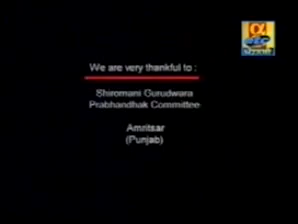 We are very thankful to :
Shiromani Gurudwara
Prabhandhak Committee
Amritsar
(Punjab)